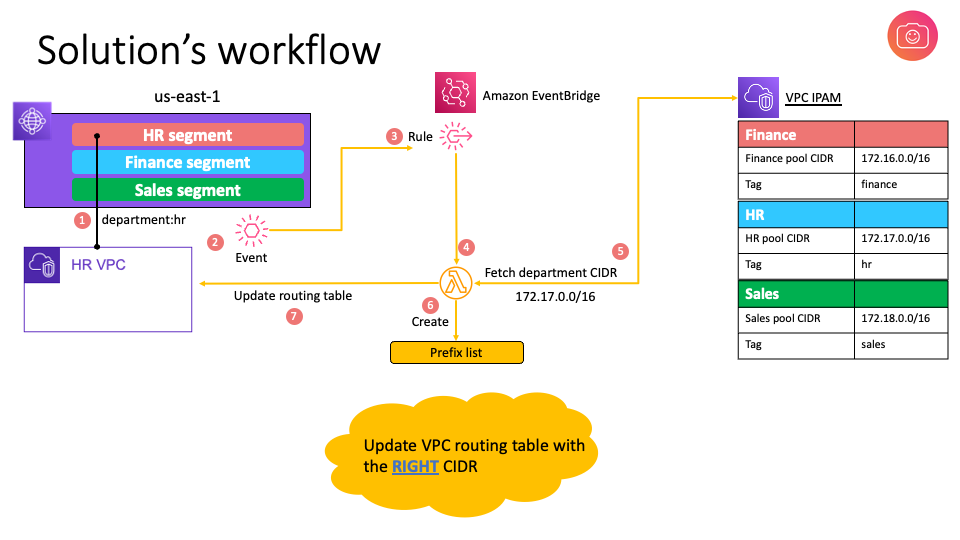 Solution's workflow
us-east-1
HR segment
Finance segment
Sales segment
1
department:hr
HR VPC
2
Event
3
Rule
Amazon EventBridge
4
5
Fetch department CIDR
172.17.0.0/16
Update routing table
7
6
Create
Prefix list
VPC IPAM
Finance
Finance pool CIDR 172.16.0.0/16
Tag finance
HR
HR pool CIDR 172.17.0.0/16
Tag hr
Sales
Sales pool CIDR 172.18.0.0/16
Tag sales
Update VPC routing table with
the RIGHT CIDR